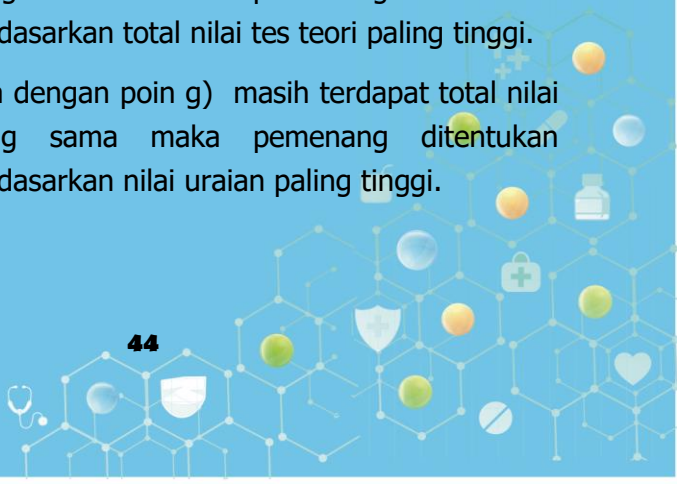 dasarkan total nilai tes teori paling tinggi.
dengan poin g) masih terdapat total nilai
sama maka pemenang ditentukan
dasarkan nilai uraian paling tinggi.
44